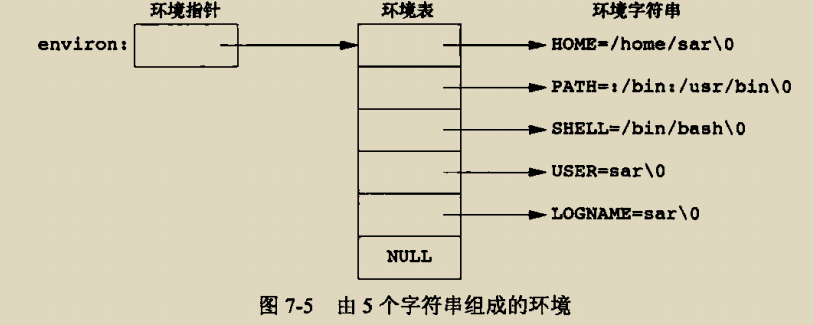 环境指针 环境表 环境字符串
environ: HOME=/home/sar\0
PATH=:/bin:/usr/bin\0
SHELL=/bin/bash\0
USER=sar\0
LOGNAME=sar\0
NULL
图 7-5 由 5 个字符串组成的环境